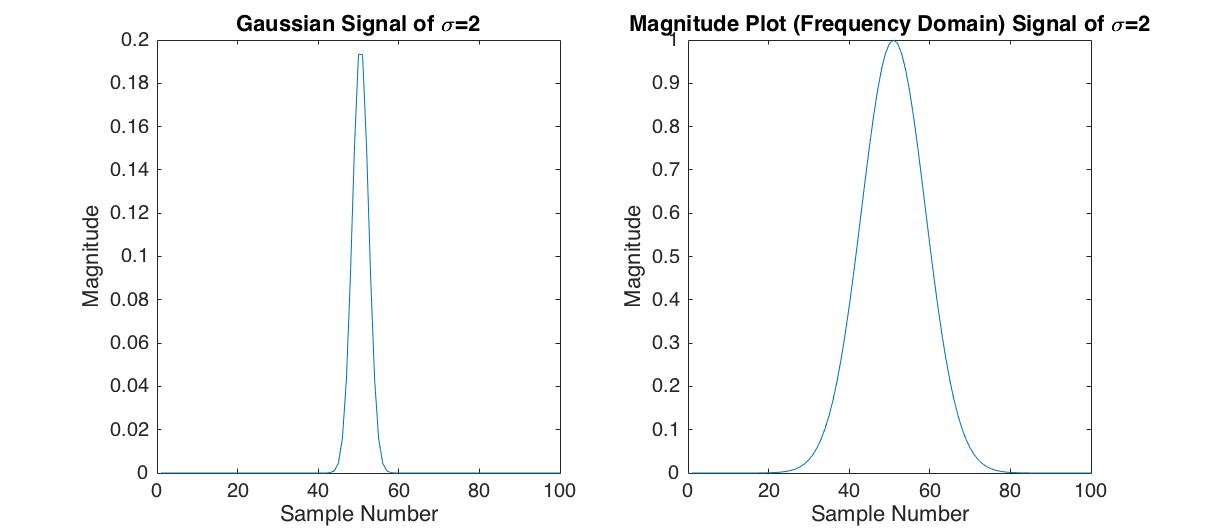 Gaussian Signal of σ=2
0.2
0.18
0.16
0.14
0.12
0.1
0.08
0.06
0.04
0.02
0
Magnitude
0 20 40 60 80 100
Sample Number
Magnitude Plot (Frequency Domain) Signal of σ=2
1
0.9
0.8
0.7
0.6
0.5
0.4
0.3
0.2
0.1
0
Magnitude
0 20 40 60 80 100
Sample Number